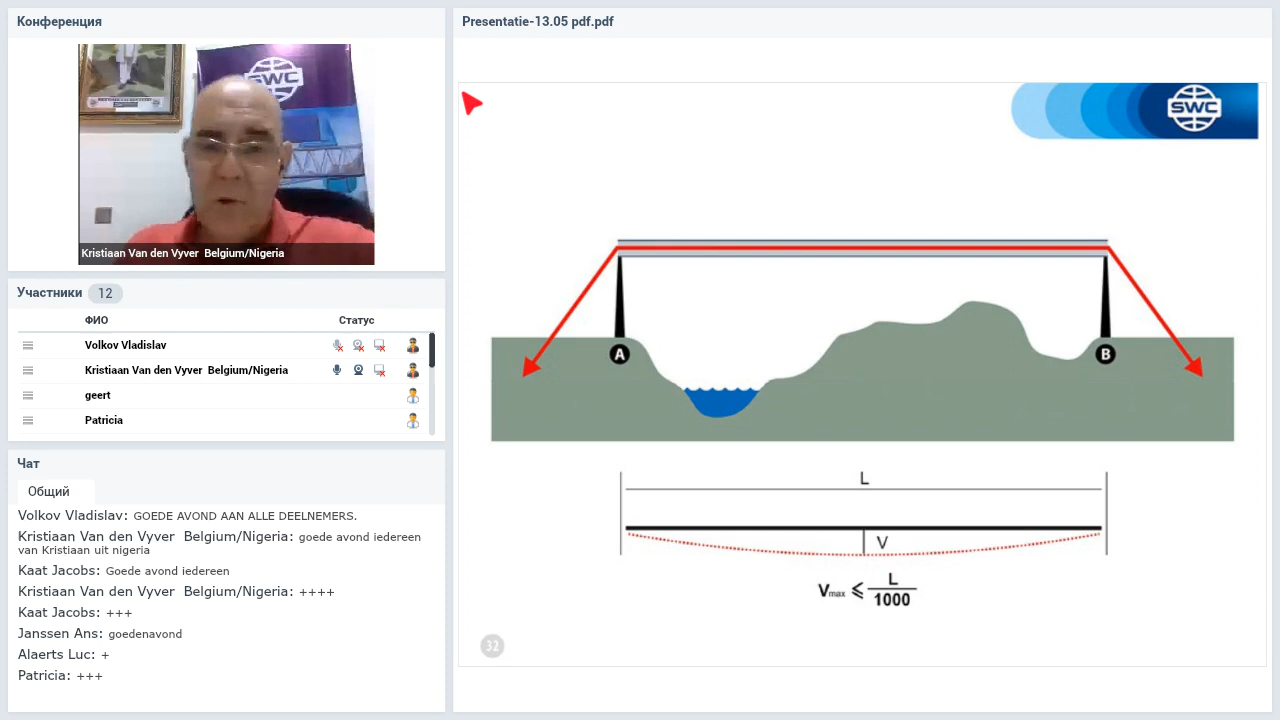 Конференция
SWC
Kristiaan Van den Vyver  Belgium/Nigeria
Участники 12
ФИО Статус
Volkov Vladislav
Kristiaan Van den Vyver  Belgium/Nigeria
geert
Patricia
Чат
Общий
Volkov Vladislav: GOEDE AVOND AAN ALLE DEELNEMERS.
Kristiaan Van den Vyver  Belgium/Nigeria: goede avond iedereen
van Kristiaan uit nigeria
Kaat Jacobs: Goede avond iedereen
Kristiaan Van den Vyver  Belgium/Nigeria: ++++
Kaat Jacobs: +++
Janssen Ans: goedenavond
Alaerts Luc: +
Patricia: +++
Presentatie-13.05 pdf.pdf
SWC
A B
L
V
Vmax ⩽ L
1000
32